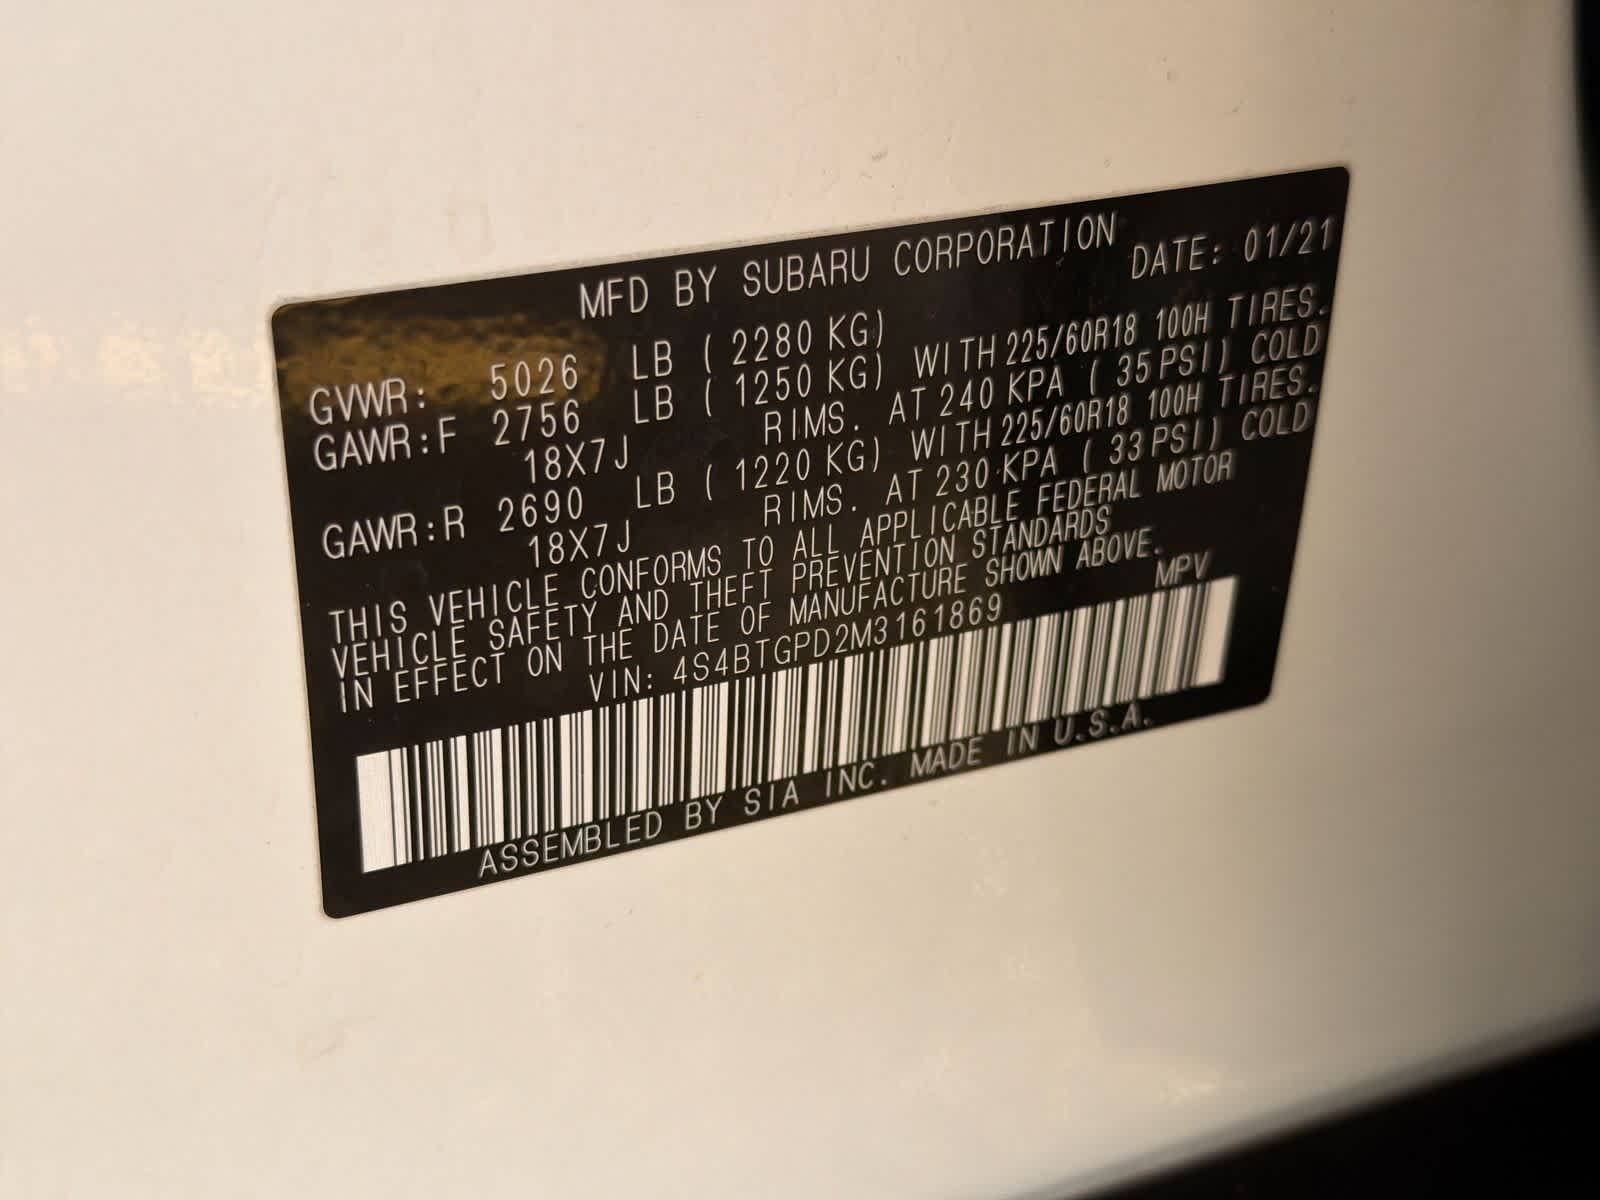 MFD BY SUBARU CORPORATION
DATE: 01/21
GVWR: 5026 LB ( 2280 KG)
GAWR:F 2756 LB ( 1250 KG) WITH 225/60R18 100H TIRES.
18X7J RIMS. AT 240 KPA ( 35 PSI) COLD
GAWR:R 2690 LB ( 1220 KG) WITH 225/60R18 100H TIRES.
18X7J RIMS. AT 230 KPA ( 33 PSI) COLD
THIS VEHICLE CONFORMS TO ALL APPLICABLE FEDERAL MOTOR
VEHICLE SAFETY AND THEFT PREVENTION STANDARDS
IN EFFECT ON THE DATE OF MANUFACTURE SHOWN ABOVE.
VIN: 4S4BTGPD2M3161869 MPV
ASSEMBLED BY SIA INC. MADE IN U.S.A.